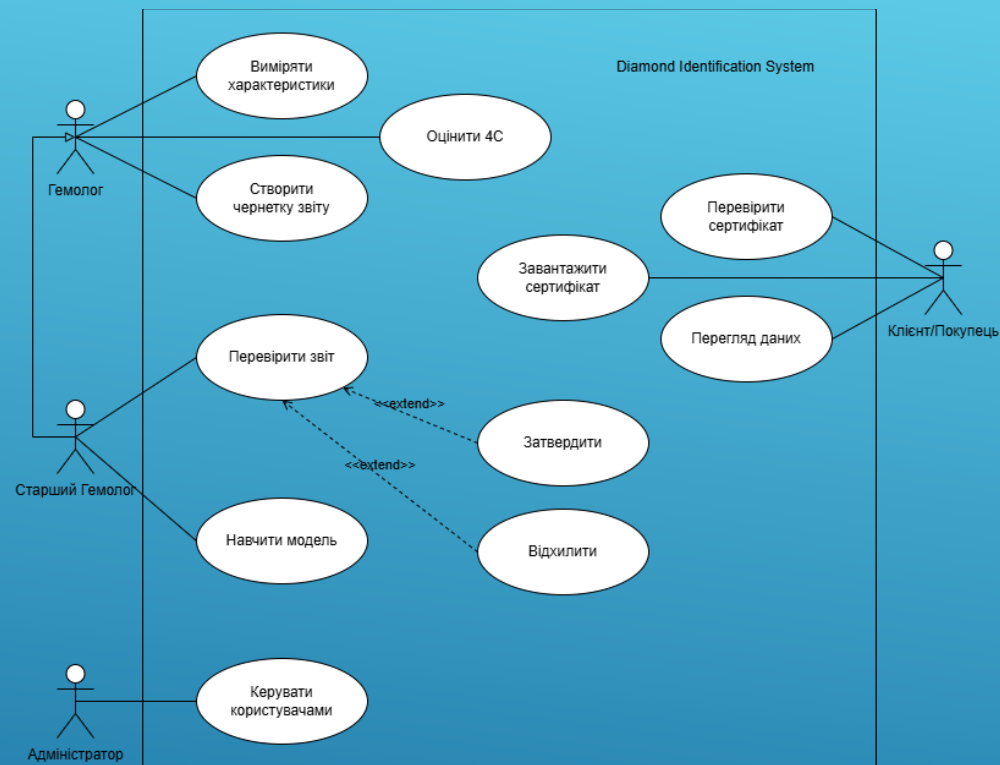 Виміряти
характеристики
Diamond Identification System
Оцінити 4C
Гемолог
Створити
чернетку звіту
Перевірити
сертифікат
Завантажити
сертифікат
Клієнт/Покупець
Перегляд даних
Перевірити звіт
<<extend>>
Затвердити
<<extend>>
Старший Гемолог
Навчити модель
Відхилити
Керувати
користувачами
Адміністратор